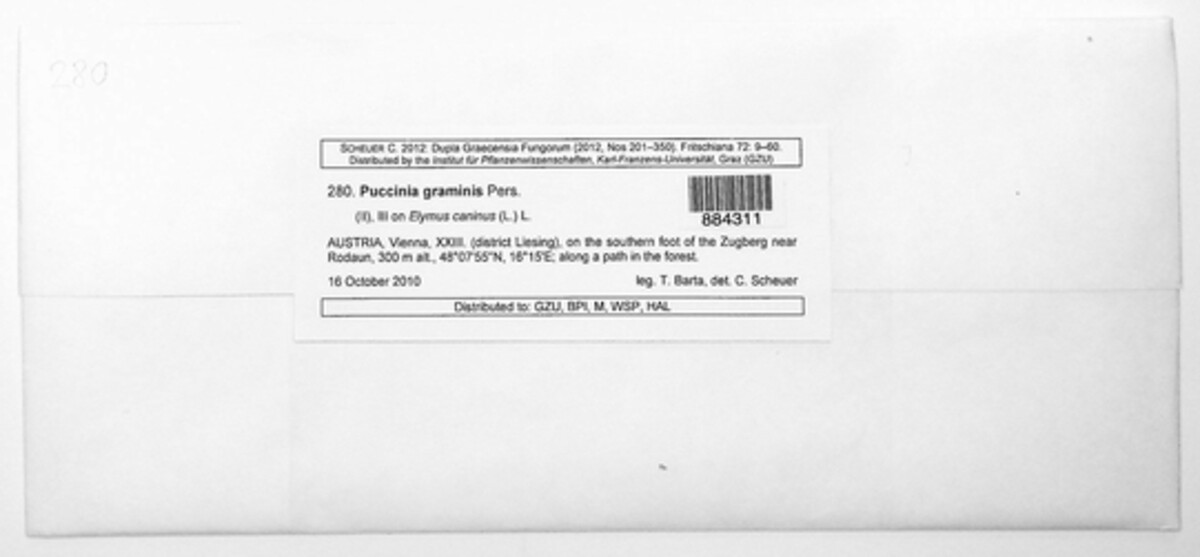 280
SCHEUER C. 2012: Dupla Graecensia Fungorum (2012, Nos 201–350). Fritschiana 72: 9–60.
Distributed by the Institut für Pflanzenwissenschaften, Karl-Franzens-Universität, Graz (GZU)
280. Puccinia graminis Pers.
(II), III on Elymus caninus (L.) L.
884311
AUSTRIA, Vienna, XXIII. (district Liesing), on the southern foot of the Zugberg near
Rodaun, 300 m alt., 48°07'55"N, 16°15'E; along a path in the forest.
16 October 2010 leg. T. Barta, det. C. Scheuer
Distributed to: GZU, BPI, M, WSP, HAL